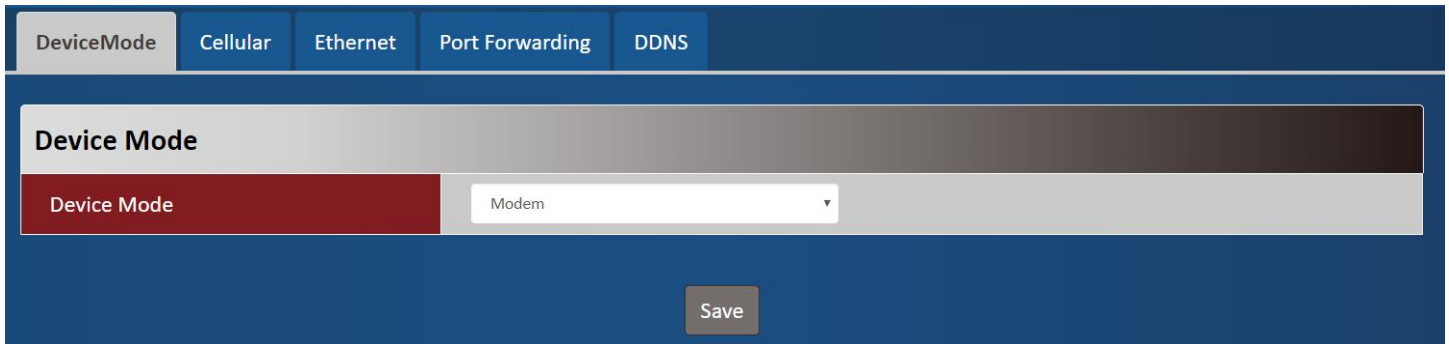 DeviceMode Cellular Ethernet Port Forwarding DDNS
Device Mode
Device Mode Modem
Save